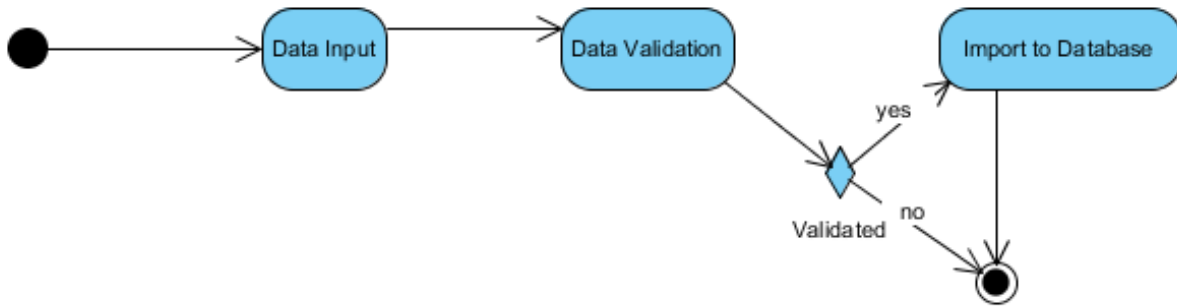 Data Input
Data Validation
Import to Database
yes
no
Validated